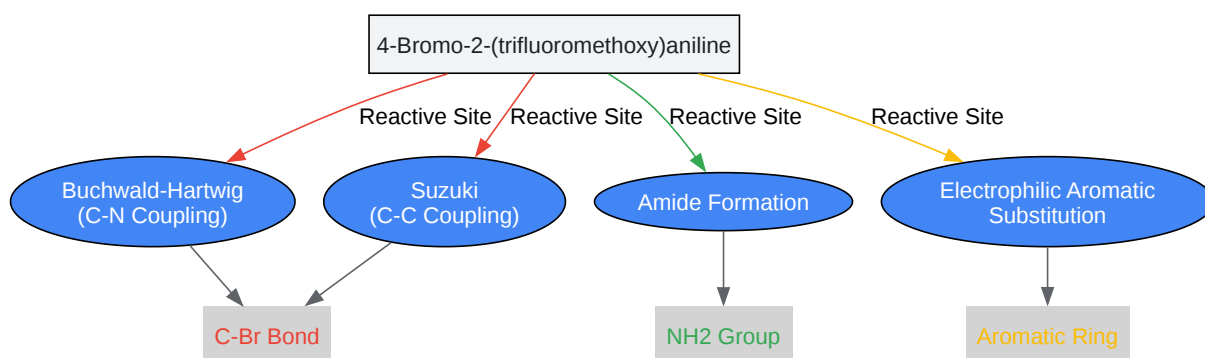 4-Bromo-2-(trifluoromethoxy)aniline
Reactive Site
Reactive Site
Reactive Site
Reactive Site
Buchwald-Hartwig
(C-N Coupling)
Suzuki
(C-C Coupling)
Amide Formation
Electrophilic Aromatic
Substitution
C-Br Bond
NH2 Group
Aromatic Ring